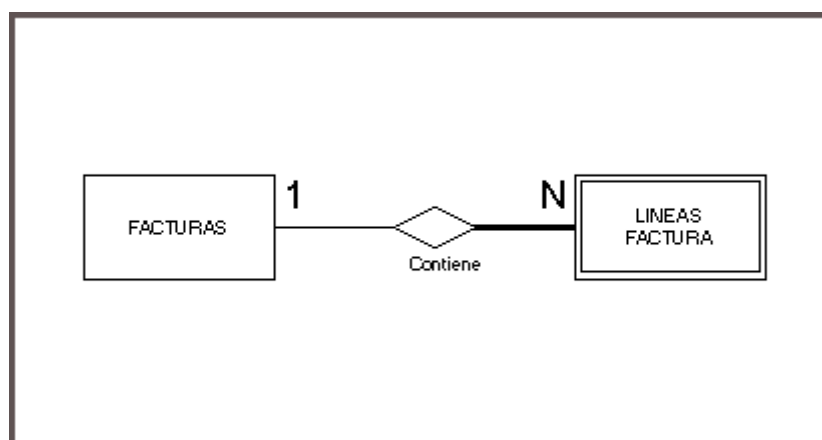 FACTURAS
1
Contiene
N
LINEAS
FACTURA